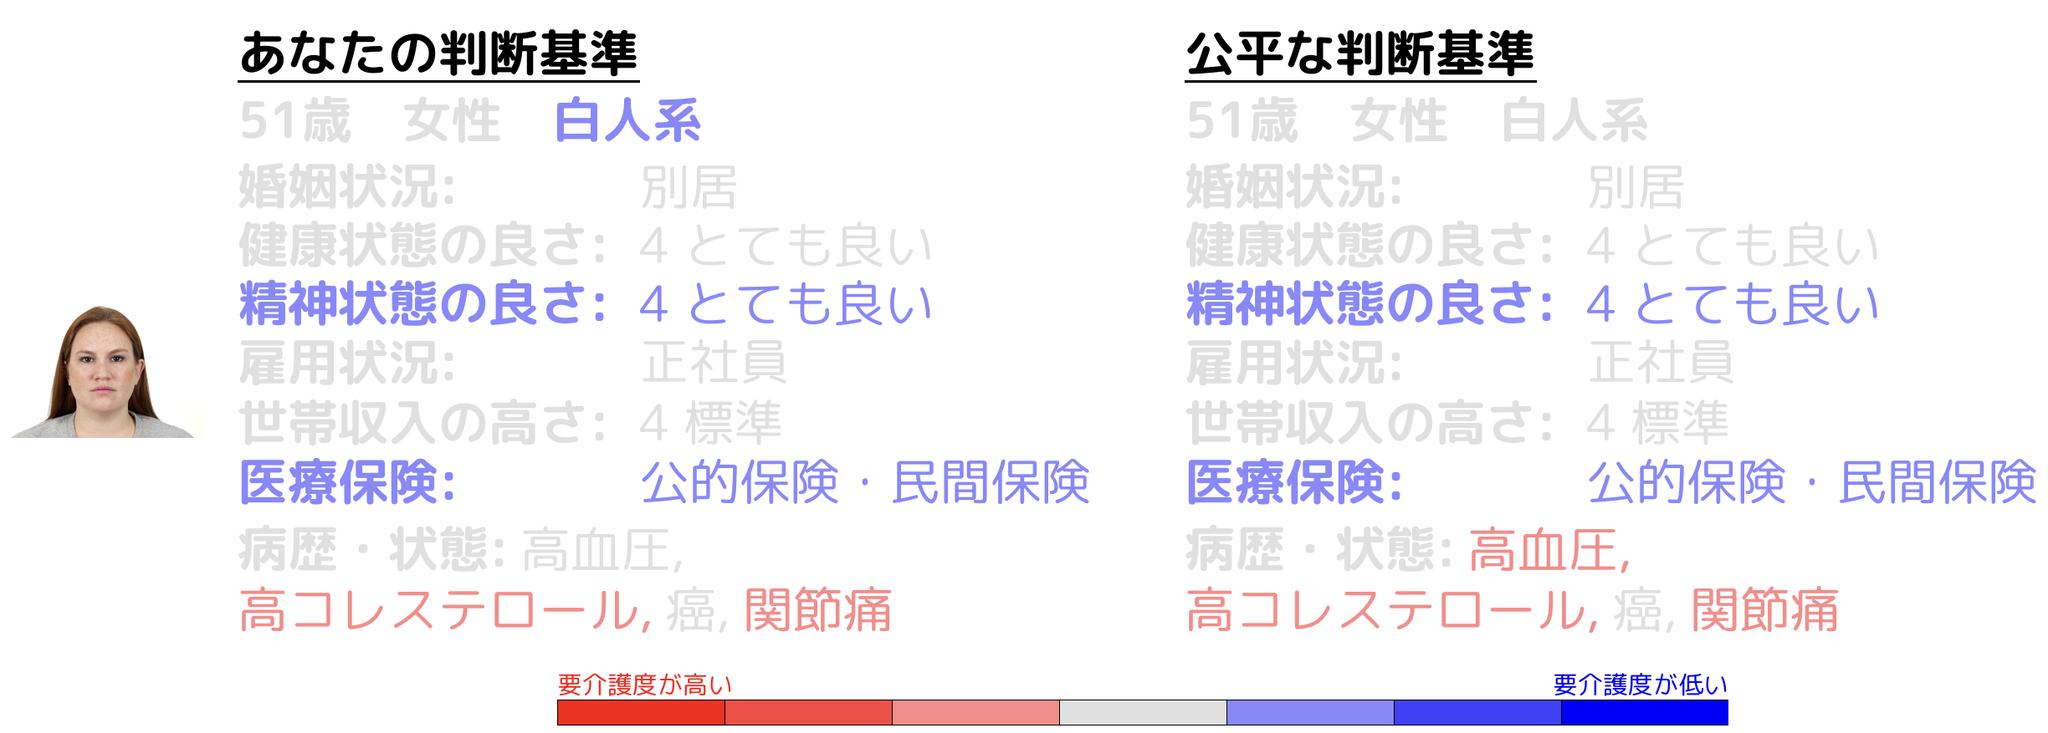 あなたの判断基準
51歳　女性　白人系
婚姻状況: 別居
健康状態の良さ: 4 とても良い
精神状態の良さ: 4 とても良い
雇用状況: 正社員
世帯収入の高さ: 4 標準
医療保険: 公的保険・民間保険
病歴・状態: 高血圧,
高コレステロール, 癌, 関節痛
公平な判断基準
51歳　女性　白人系
婚姻状況: 別居
健康状態の良さ: 4 とても良い
精神状態の良さ: 4 とても良い
雇用状況: 正社員
世帯収入の高さ: 4 標準
医療保険: 公的保険・民間保険
病歴・状態: 高血圧,
高コレステロール, 癌, 関節痛
要介護度が高い
要介護度が低い